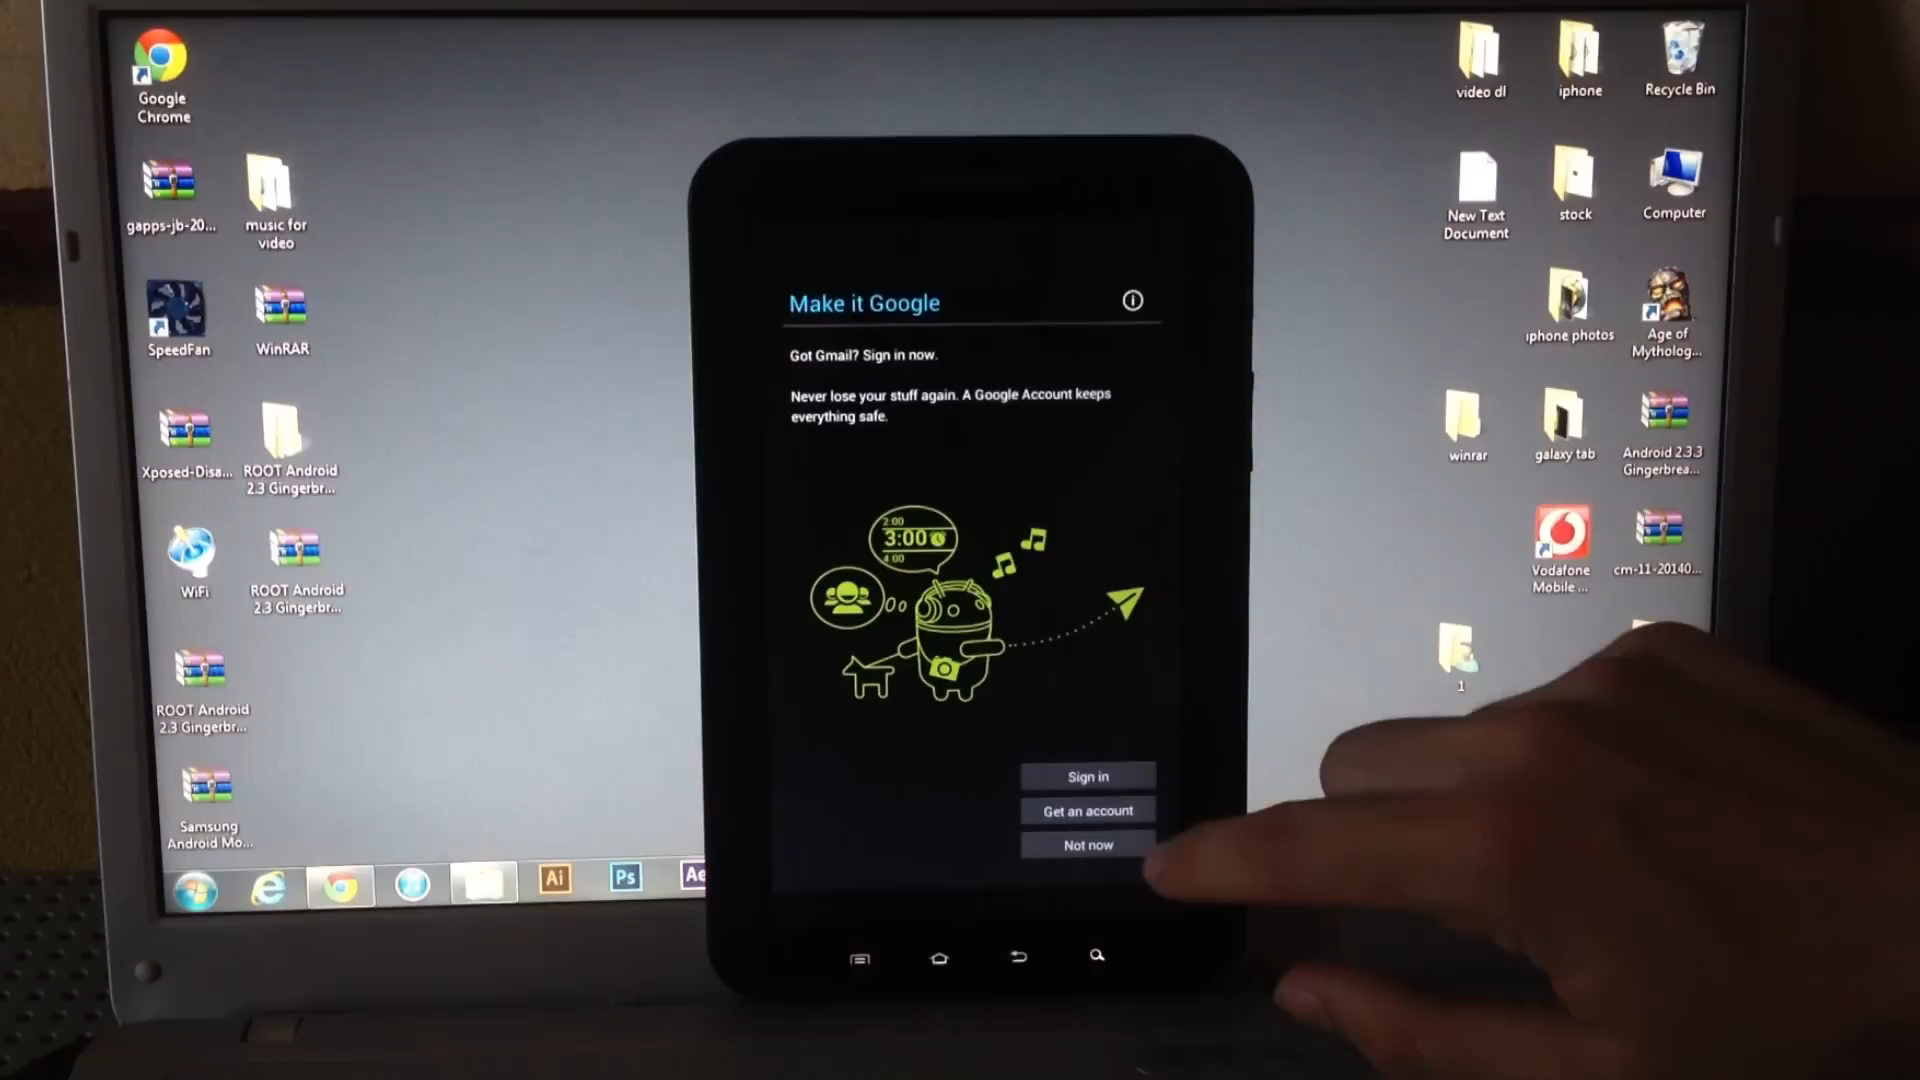 Google
Chrome
gapps-jb-20...
music for
video
SpeedFan
WinRAR
Xposed-Disa...
ROOT Android
2.3 Gingerbr...
WiFi
ROOT Android
2.3 Gingerbr...
ROOT Android
2.3 Gingerbr...
Samsung
Android Mo...
Ai
Ps
Ae
Make it Google
Got Gmail? Sign in now.
Never lose your stuff again. A Google Account keeps
everything safe.
2:00
3:00
4:00
Sign in
Get an account
Not now
video dl
iphone
Recycle Bin
New Text
Document
stock
Computer
iphone photos
Age of
Mytholog...
winrar
galaxy tab
Android 2.3.3
Gingerbrea...
Vodafone
Mobile ...
cm-11-20140...
1